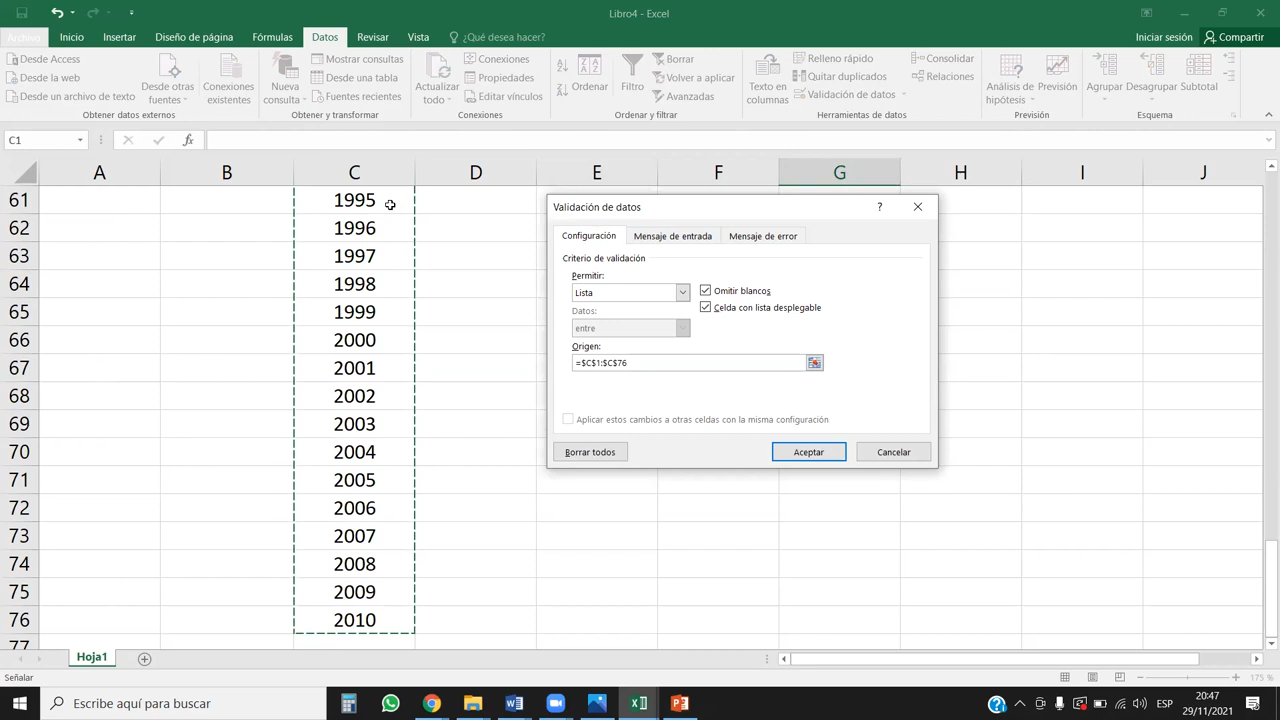 Libro4 - Excel
Archivo Inicio Insertar Diseño de página Fórmulas Datos Revisar Vista ¿Qué desea hacer? Iniciar sesión Compartir
Desde Access
Desde la web
Desde un archivo de texto
Desde otras fuentes
Conexiones existentes
Obtener datos externos
Nueva consulta
Mostrar consultas
Desde una tabla
Fuentes recientes
Obtener y transformar
Actualizar todo
Conexiones
Propiedades
Editar vínculos
Conexiones
Ordenar
Filtro
Borrar
Volver a aplicar
Avanzadas
Ordenar y filtrar
Texto en columnas
Relleno rápido
Quitar duplicados
Validación de datos
Consolidar
Relaciones
Herramientas de datos
Análisis de hipótesis
Previsión
Previsión
Agrupar
Desagrupar
Subtotal
Esquema
C1
fx
A B C D E F G H I J
61 1995
62 1996
63 1997
64 1998
65 1999
66 2000
67 2001
68 2002
69 2003
70 2004
71 2005
72 2006
73 2007
74 2008
75 2009
76 2010
77
Validación de datos ?
Configuración Mensaje de entrada Mensaje de error
Criterio de validación
Permitir:
Lista
Omitir blancos
Celda con lista desplegable
Datos:
entre
Origen:
=$C$1:$C$76
Aplicar estos cambios a otras celdas con la misma configuración
Borrar todos Aceptar Cancelar
Hoja1
Señalar
175 %
Escribe aquí para buscar
ESP
20:47
29/11/2021